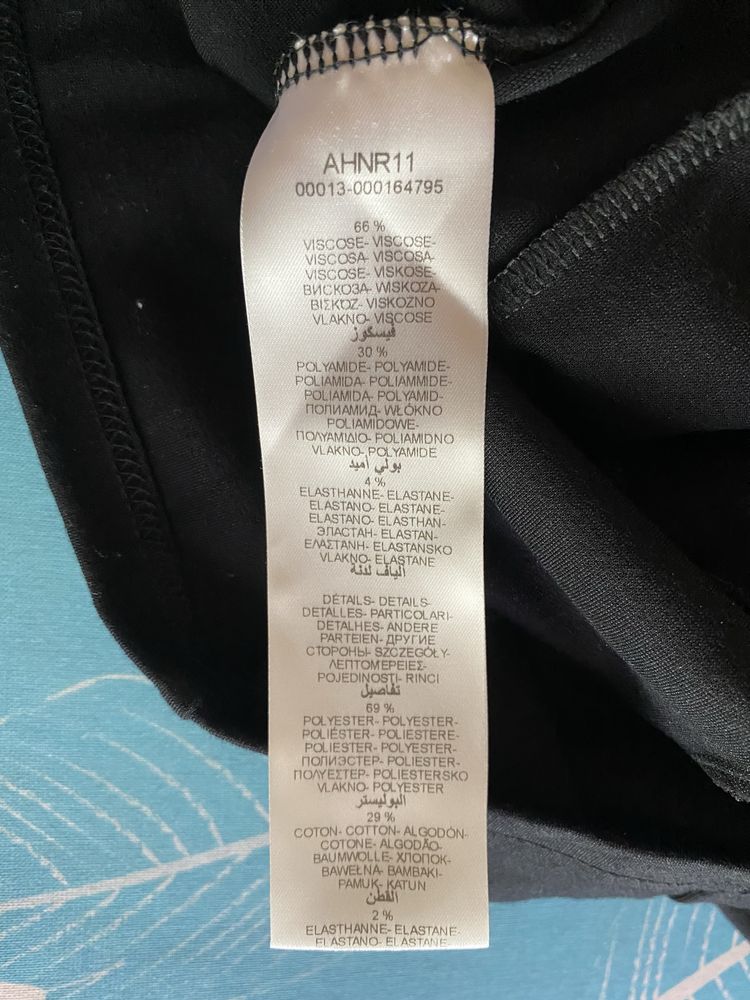 AHNR11
00013-000164795
66 %
VISCOSE- VISCOSE-
VISCOSA- VISCOSA-
VISCOSE- VISKOSE-
ВИСКОЗА- WISKOZA-
ΒΙΣΚΟΖ- VISKOZNO
VLAKNO- VISCOSE
فيسكوز
30 %
POLYAMIDE- POLYAMIDE-
POLIAMIDA- POLIAMMIDE-
POLIAMIDA- POLYAMID-
ПОЛИАМИД- WŁÓKNO
POLIAMIDOWE-
ΠΟΛΥΑΜΙΔΙΟ- POLIAMIDNO
VLAKNO- POLYAMIDE
بولي أميد
4 %
ELASTHANNE- ELASTANE-
ELASTANO- ELASTANE-
ELASTANO- ELASTHAN-
ЭЛАСТАН- ELASTAN-
ΕΛΑΣΤΑΝΗ- ELASTANSKO
VLAKNO- ELASTANE
ألياف لدنة
DÉTAILS- DETAILS-
DETALLES- PARTICOLARI-
DETALHES- ANDERE
PARTEIEN- ДРУГИЕ
СТОРОНЫ- SZCZEGÓŁY-
ΛΕΠΤΟΜΕΡΕΙΕΣ-
POJEDINOSTI- RINCI
تفاصيل
69 %
POLYESTER- POLYESTER-
POLIÉSTER- POLIESTERE-
POLIESTER- POLYESTER-
ПОЛИЭСТЕР- POLIESTER-
ΠΟΛΥΕΣΤΕΡ- POLIESTERSKO
VLAKNO- POLYESTER
البوليستر
29 %
COTON- COTTON- ALGODÓN-
COTONE- ALGODÃO-
BAUMWOLLE- ХЛОПОК-
BAWEŁNA- ΒΑΜΒΑΚΙ-
PAMUK- KATUN
القطن
2 %
ELASTHANNE- ELASTANE-
ELASTANO- ELASTANE-